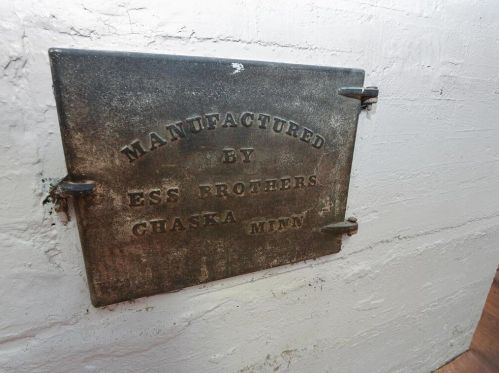 MANUFACTURED
BY
ESS BROTHERS
CHASKA MINN